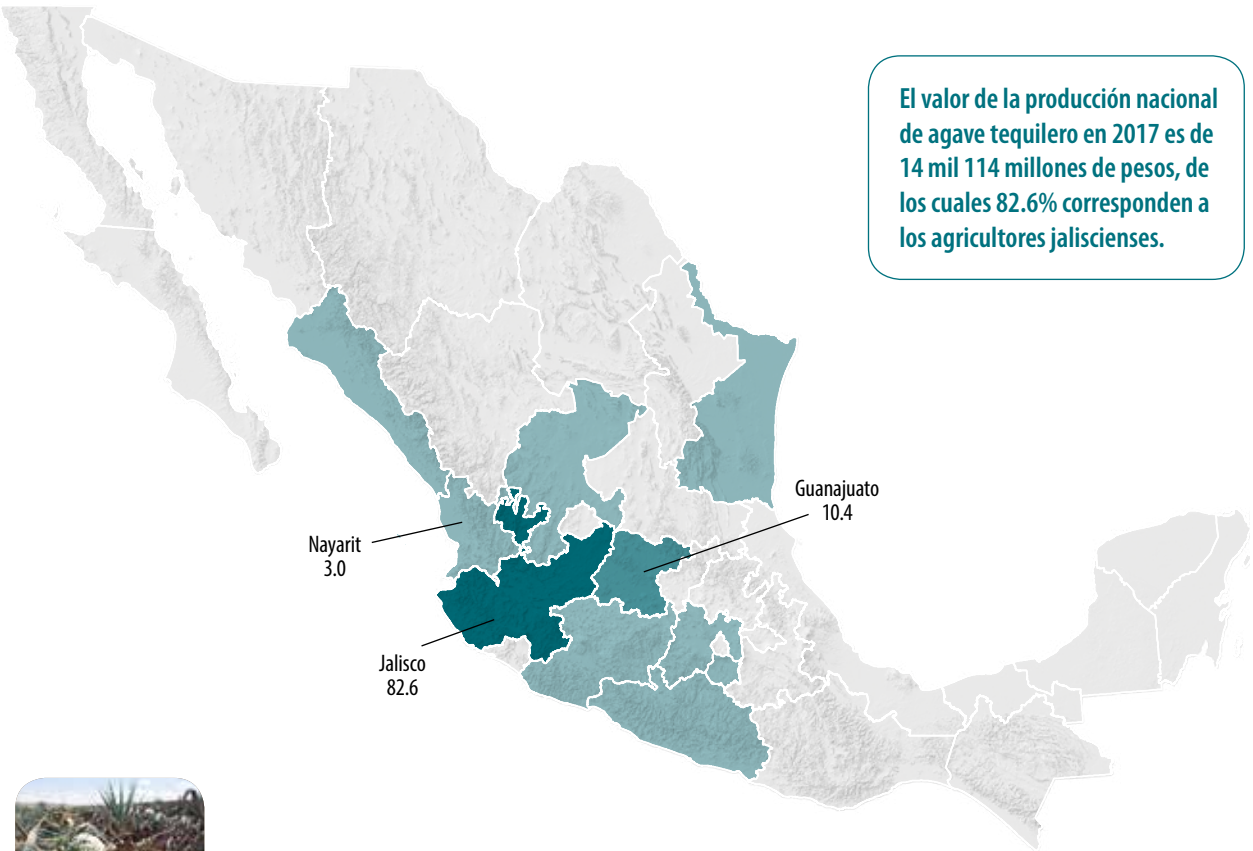 El valor de la producción nacional
de agave tequilero en 2017 es de
14 mil 114 millones de pesos, de
los cuales 82.6% corresponden a
los agricultores jaliscienses.
Guanajuato
10.4
Nayarit
3.0
Jalisco
82.6